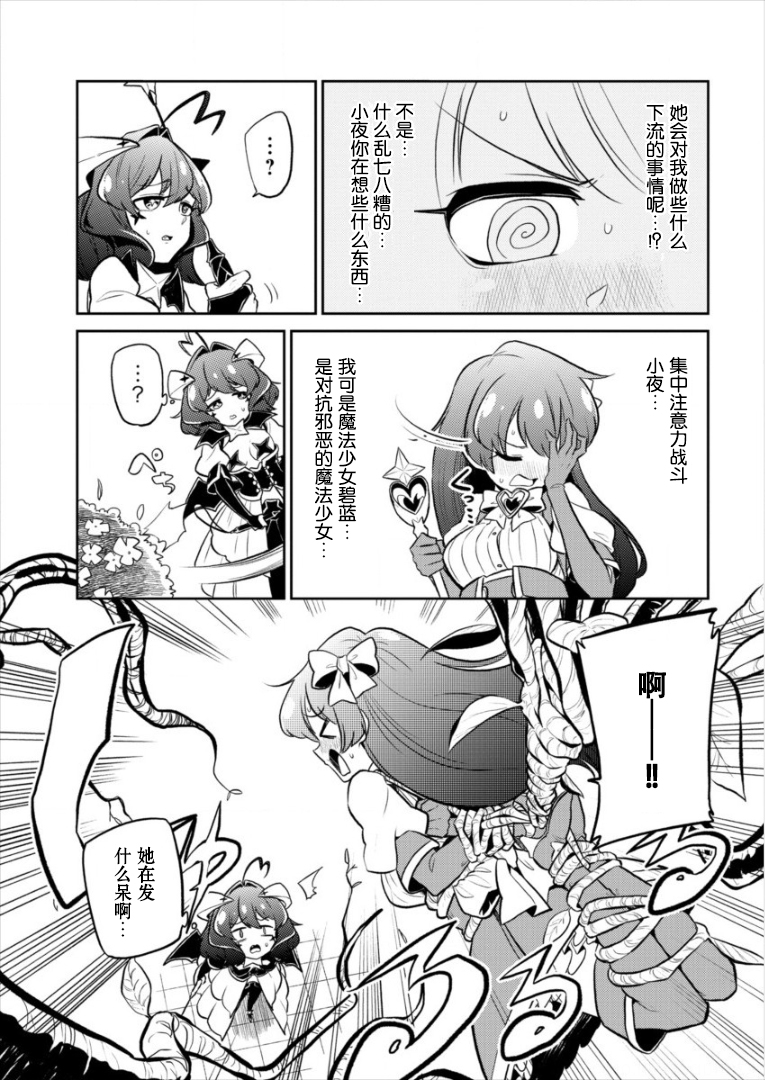 她会对我做些什么
下流的事情呢…!?
不是…
什么乱七八糟的…
小夜你在想些什么东西…
…?
集中注意力战斗
小夜…
我可是魔法少女碧蓝…
是对抗邪恶的魔法少女…
…?
啊——!!
她在发
什么呆啊…